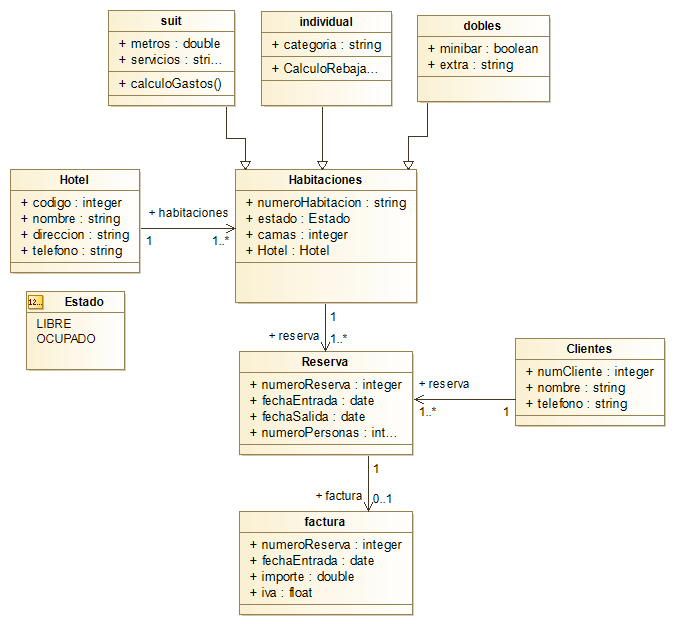 suit
+ metros : double
+ servicios : stri...
+ calculoGastos()
individual
+ categoria : string
+ CalculoRebaja...
dobles
+ minibar : boolean
+ extra : string
Hotel
+ codigo : integer
+ nombre : string
+ direccion : string
+ telefono : string
+ habitaciones
1
1..*
Habitaciones
+ numeroHabitacion : string
+ estado : Estado
+ camas : integer
+ Hotel : Hotel
12...
Estado
LIBRE
OCUPADO
1
+ reserva
1..*
Reserva
+ numeroReserva : integer
+ fechaEntrada : date
+ fechaSalida : date
+ numeroPersonas : int...
+ reserva
1..*
1
Clientes
+ numCliente : integer
+ nombre : string
+ telefono : string
1
+ factura
0..1
factura
+ numeroReserva : integer
+ fechaEntrada : date
+ importe : double
+ iva : float